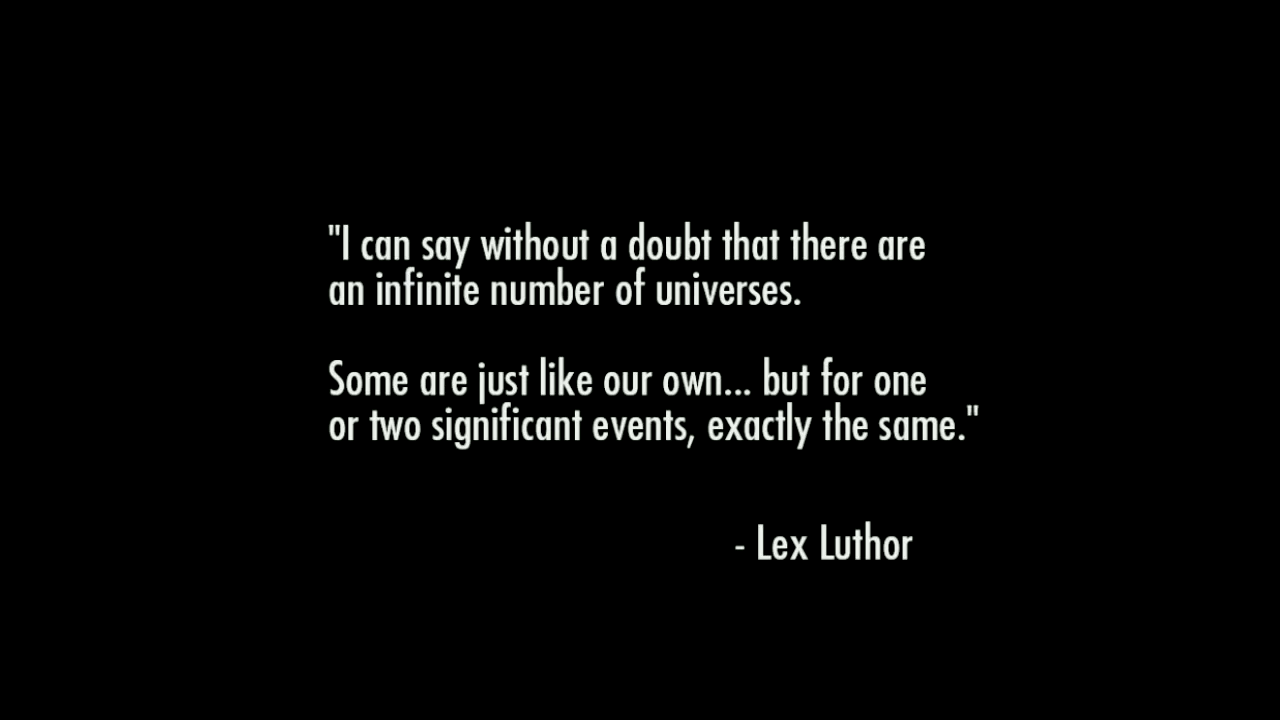 "I can say without a doubt that there are
an infinite number of universes.
Some are just like our own... but for one
or two significant events, exactly the same."
- Lex Luthor